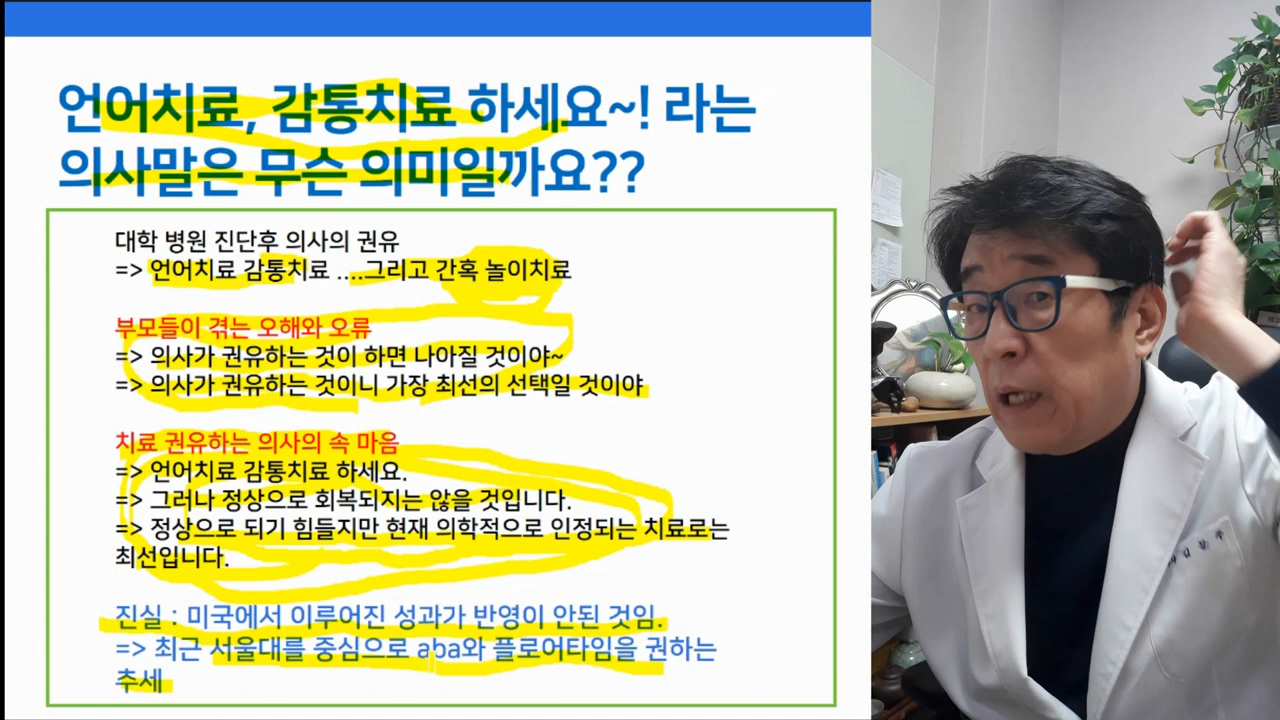 언어치료, 감통치료 하세요~! 라는
의사말은 무슨 의미일까요??
대학 병원 진단후 의사의 권유
=> 언어치료 감통치료 ....그리고 간혹 놀이치료
부모들이 겪는 오해와 오류
=> 의사가 권유하는 것이 하면 나아질 것이야~
=> 의사가 권유하는 것이니 가장 최선의 선택일 것이야
치료 권유하는 의사의 속 마음
=> 언어치료 감통치료 하세요.
=> 그러나 정상으로 회복되지는 않을 것입니다.
=> 정상으로 되기 힘들지만 현재 의학적으로 인정되는 치료로는
최선입니다.
진실 : 미국에서 이루어진 성과가 반영이 안된 것임.
=> 최근 서울대를 중심으로 aba와 플로어타임을 권하는
추세